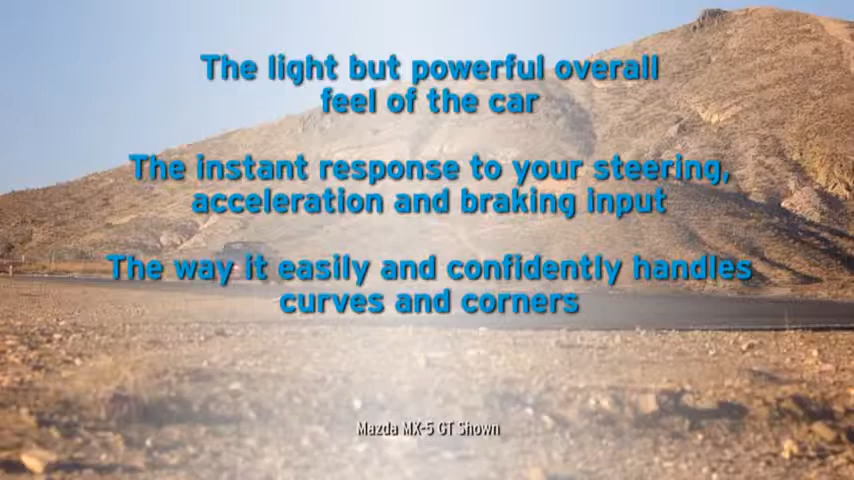 The light but powerful overall
feel of the car
The instant response to your steering,
acceleration and braking input
The way it easily and confidently handles
curves and corners
Mazda MX-5 GT Shown